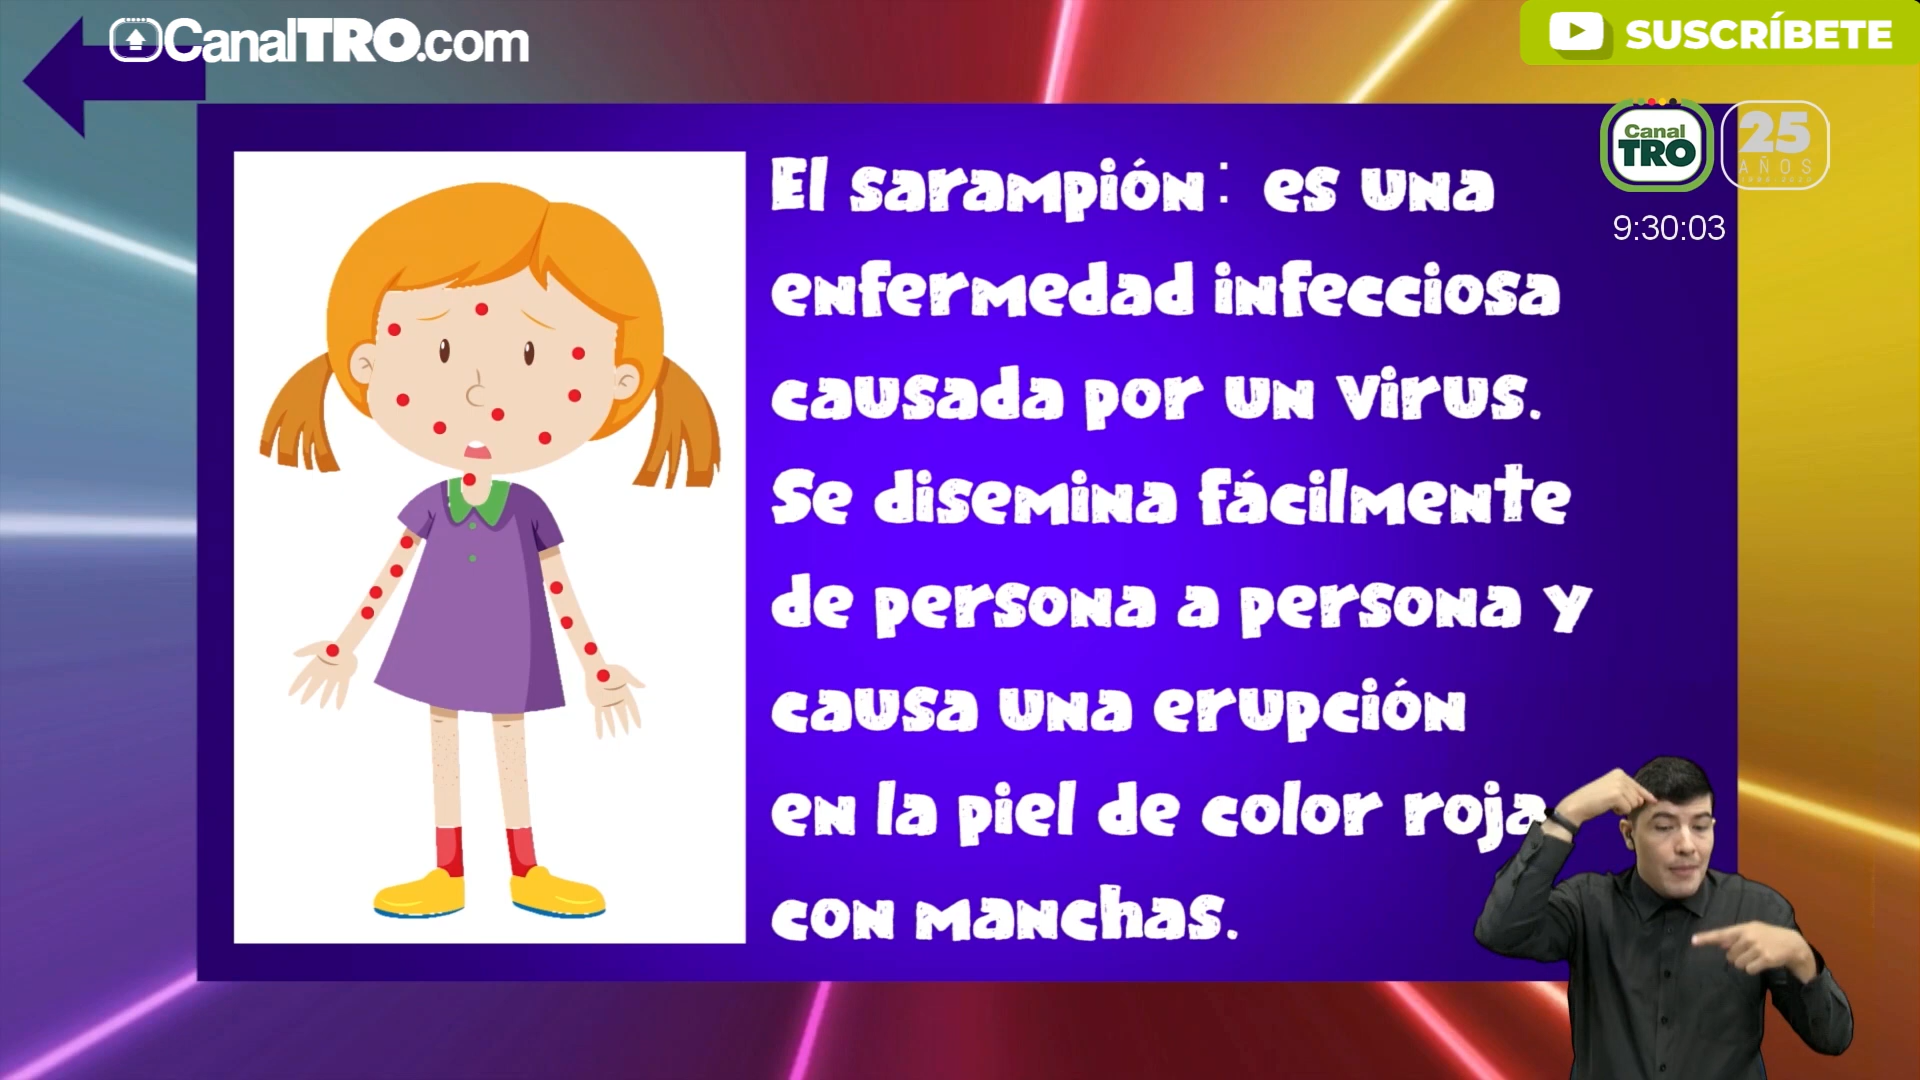 CanalTRO.com
SUSCRÍBETE
Canal
TRO
25
AÑOS
9:30:03
El sarampión: es una
enfermedad infecciosa
causada por un virus.
Se disemina fácilmente
de persona a persona y
causa una erupción
en la piel de color roja
con manchas.